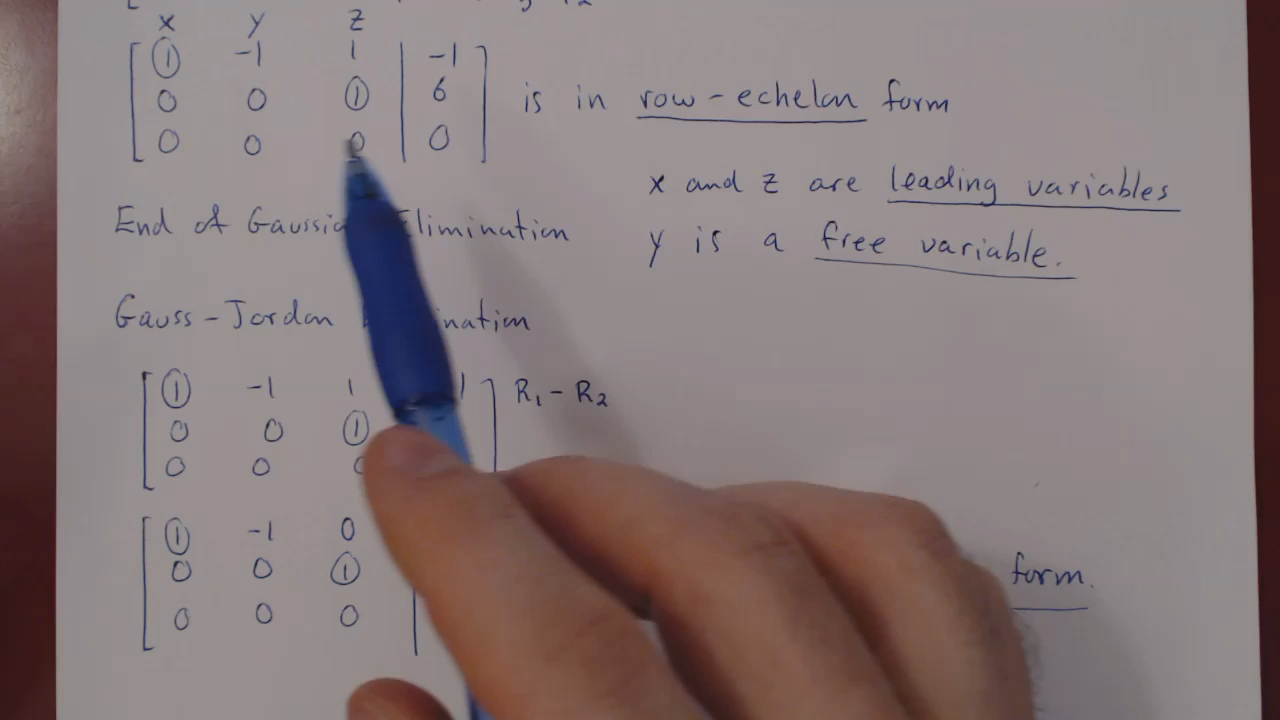 x y z
1 -1 1 -1
0 0 1 6 is in row-echelon form
0 0 0 0
x and z are leading variables
End of Gaussi Elimination
y is a free variable.
Gauss-Jordan ination
1 -1 1 1 R₁ - R₂
0 0 1
0 0
1 -1 0
0 0 1 form.
0 0 0